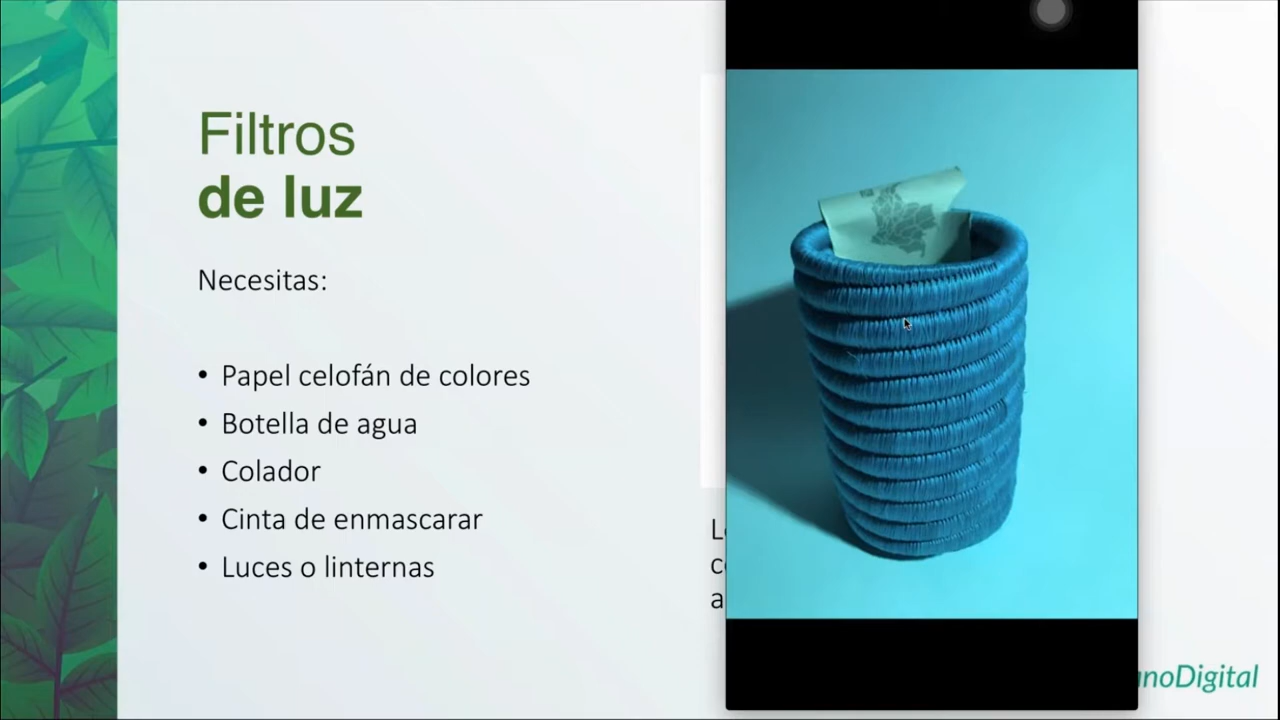 Filtros
de luz
Necesitas:
• Papel celofán de colores
• Botella de agua
• Colador
• Cinta de enmascarar
• Luces o linternas
noDigital